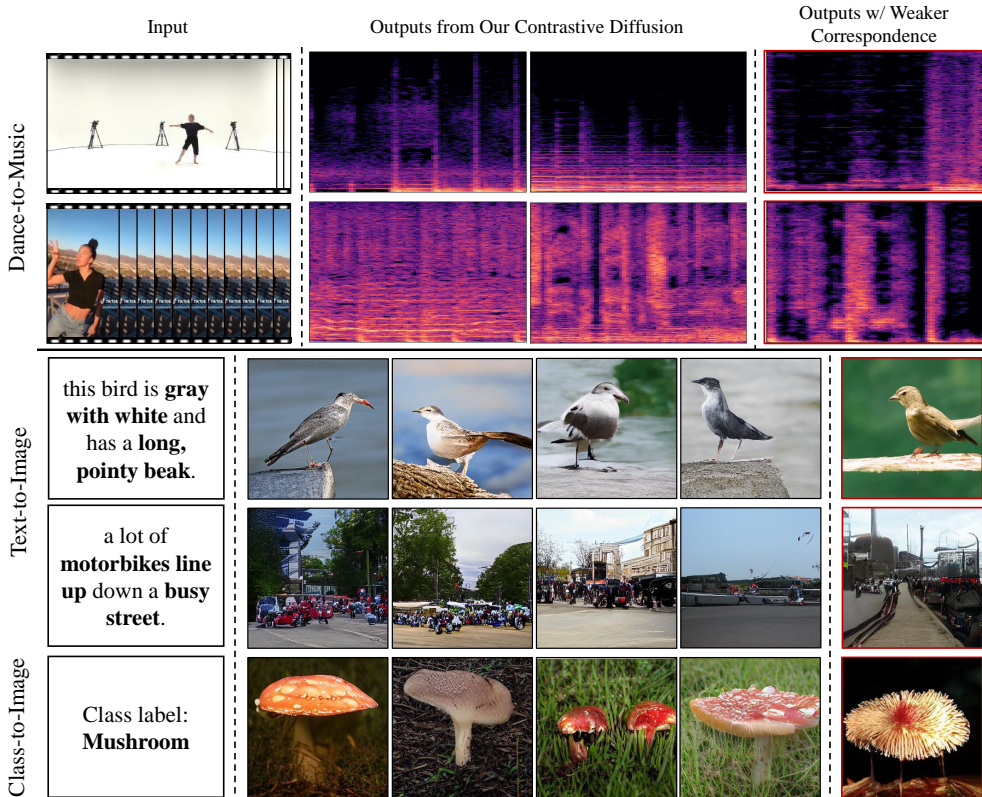 Input
Outputs from Our Contrastive Diffusion
Outputs w/ Weaker
Correspondence
Dance-to-Music
Text-to-Image
this bird is gray
with white and
has a long,
pointy beak.
a lot of
motorbikes line
up down a busy
street.
Class-to-Image
Class label:
Mushroom